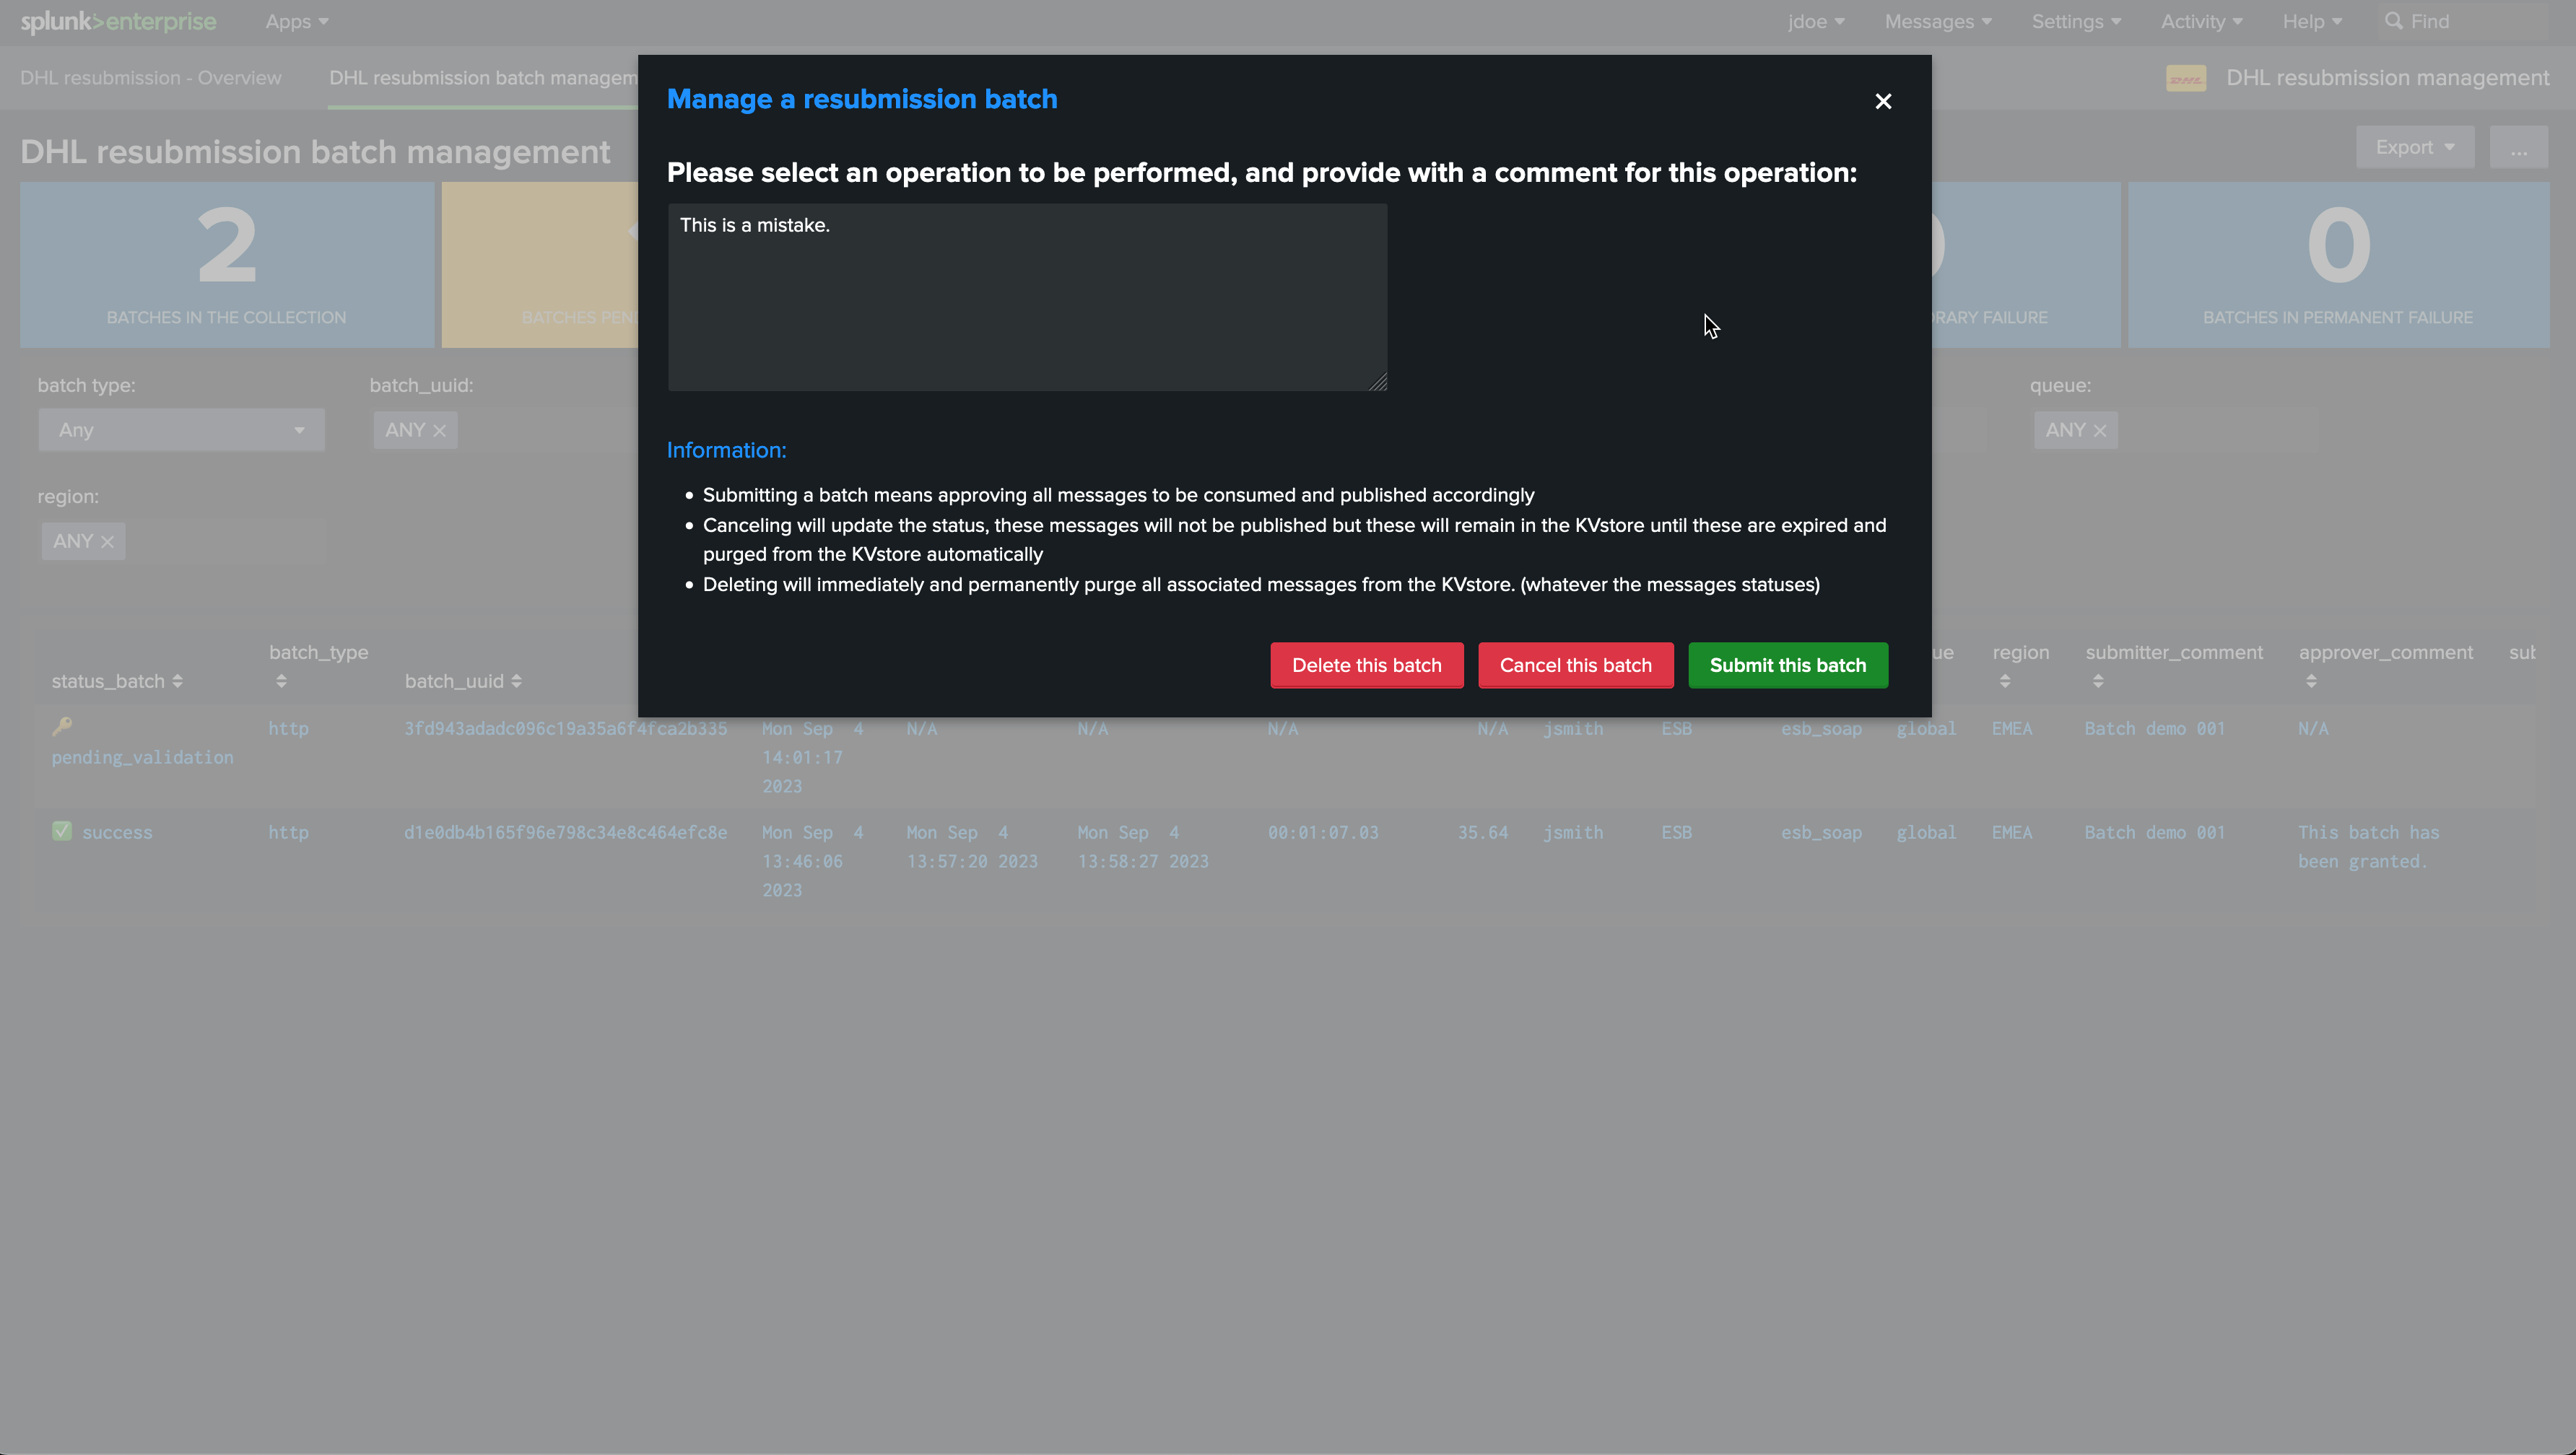 splunk>enterprise Apps jdoe Messages Settings Activity Help Find
DHL resubmission - Overview DHL resubmission batch managem DHL resubmission management
Manage a resubmission batch
DHL resubmission batch management Export ...
Please select an operation to be performed, and provide with a comment for this operation:
This is a mistake.
2 0
BATCHES IN THE COLLECTION BATCHES PEN RARY FAILURE BATCHES IN PERMANENT FAILURE
batch type: batch_uuid: queue:
Any ANY ANY
Information:
region:
ANY
Submitting a batch means approving all messages to be consumed and published accordingly
Canceling will update the status, these messages will not be published but these will remain in the KVstore until these are expired and
purged from the KVstore automatically
Deleting will immediately and permanently purge all associated messages from the KVstore. (whatever the messages statuses)
Delete this batch Cancel this batch Submit this batch
status_batch batch_type batch_uuid ue region submitter_comment approver_comment sub
pending_validation http 3fd943adadc096c19a35a6f4fca2b335 Mon Sep 4 14:01:17 2023 N/A N/A N/A N/A jsmith ESB esb_soap global EMEA Batch demo 001 N/A
success http d1e0db4b165f96e798c34e8c464efc8e Mon Sep 4 13:46:06 2023 Mon Sep 4 13:57:20 2023 Mon Sep 4 13:58:27 2023 00:01:07.03 35.64 jsmith ESB esb_soap global EMEA Batch demo 001 This batch has been granted.